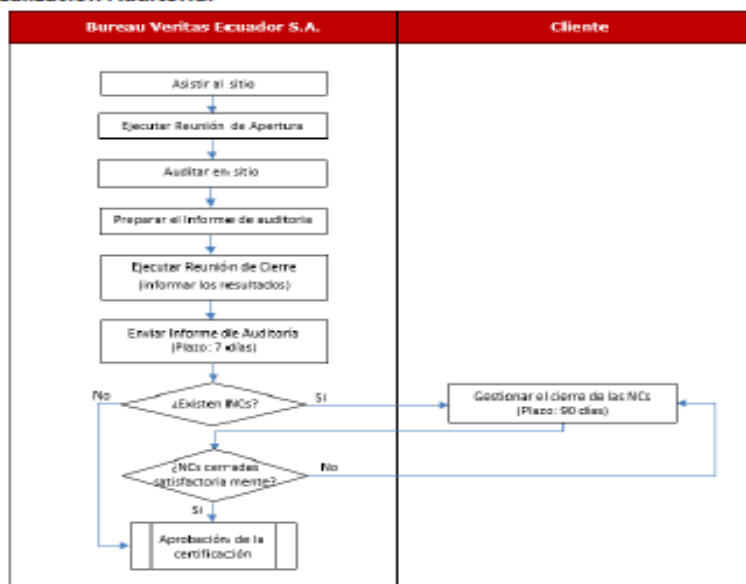 Bureau Veritas Ecuador S.A.
Cliente
Asistir al sitio
Ejecutar Reunión de Apertura
Auditar en sitio
Preparar el Informe de auditoria
Ejecutar Reunión de Cierre
(informar los resultados)
Enviar Informe de Auditoría
(Plazo: 7 días)
No
¿Existen NCs?
Si
Gestionar el cierre de las NCs
(Plazo: 90 días)
¿NCs cerradas
satisfactoria mente?
No
Si
Aprobación de la
certificación